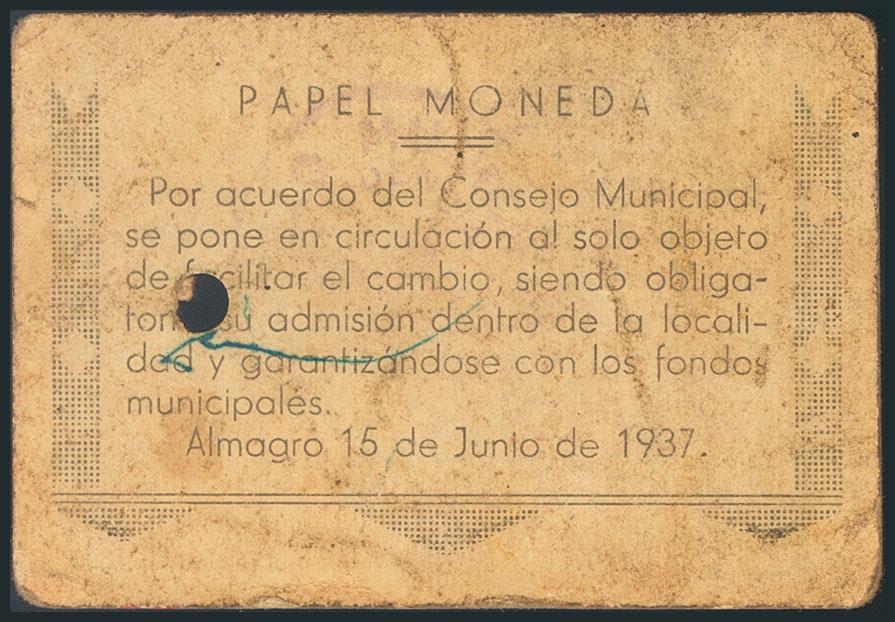 PAPEL MONEDA
Por acuerdo del Consejo Municipal,
se pone en circulación al solo objeto
de facilitar el cambio, siendo obliga-
toria su admisión dentro de la locali-
dad y garantizándose con los fondos
municipales.
Almagro 15 de Junio de 1937.